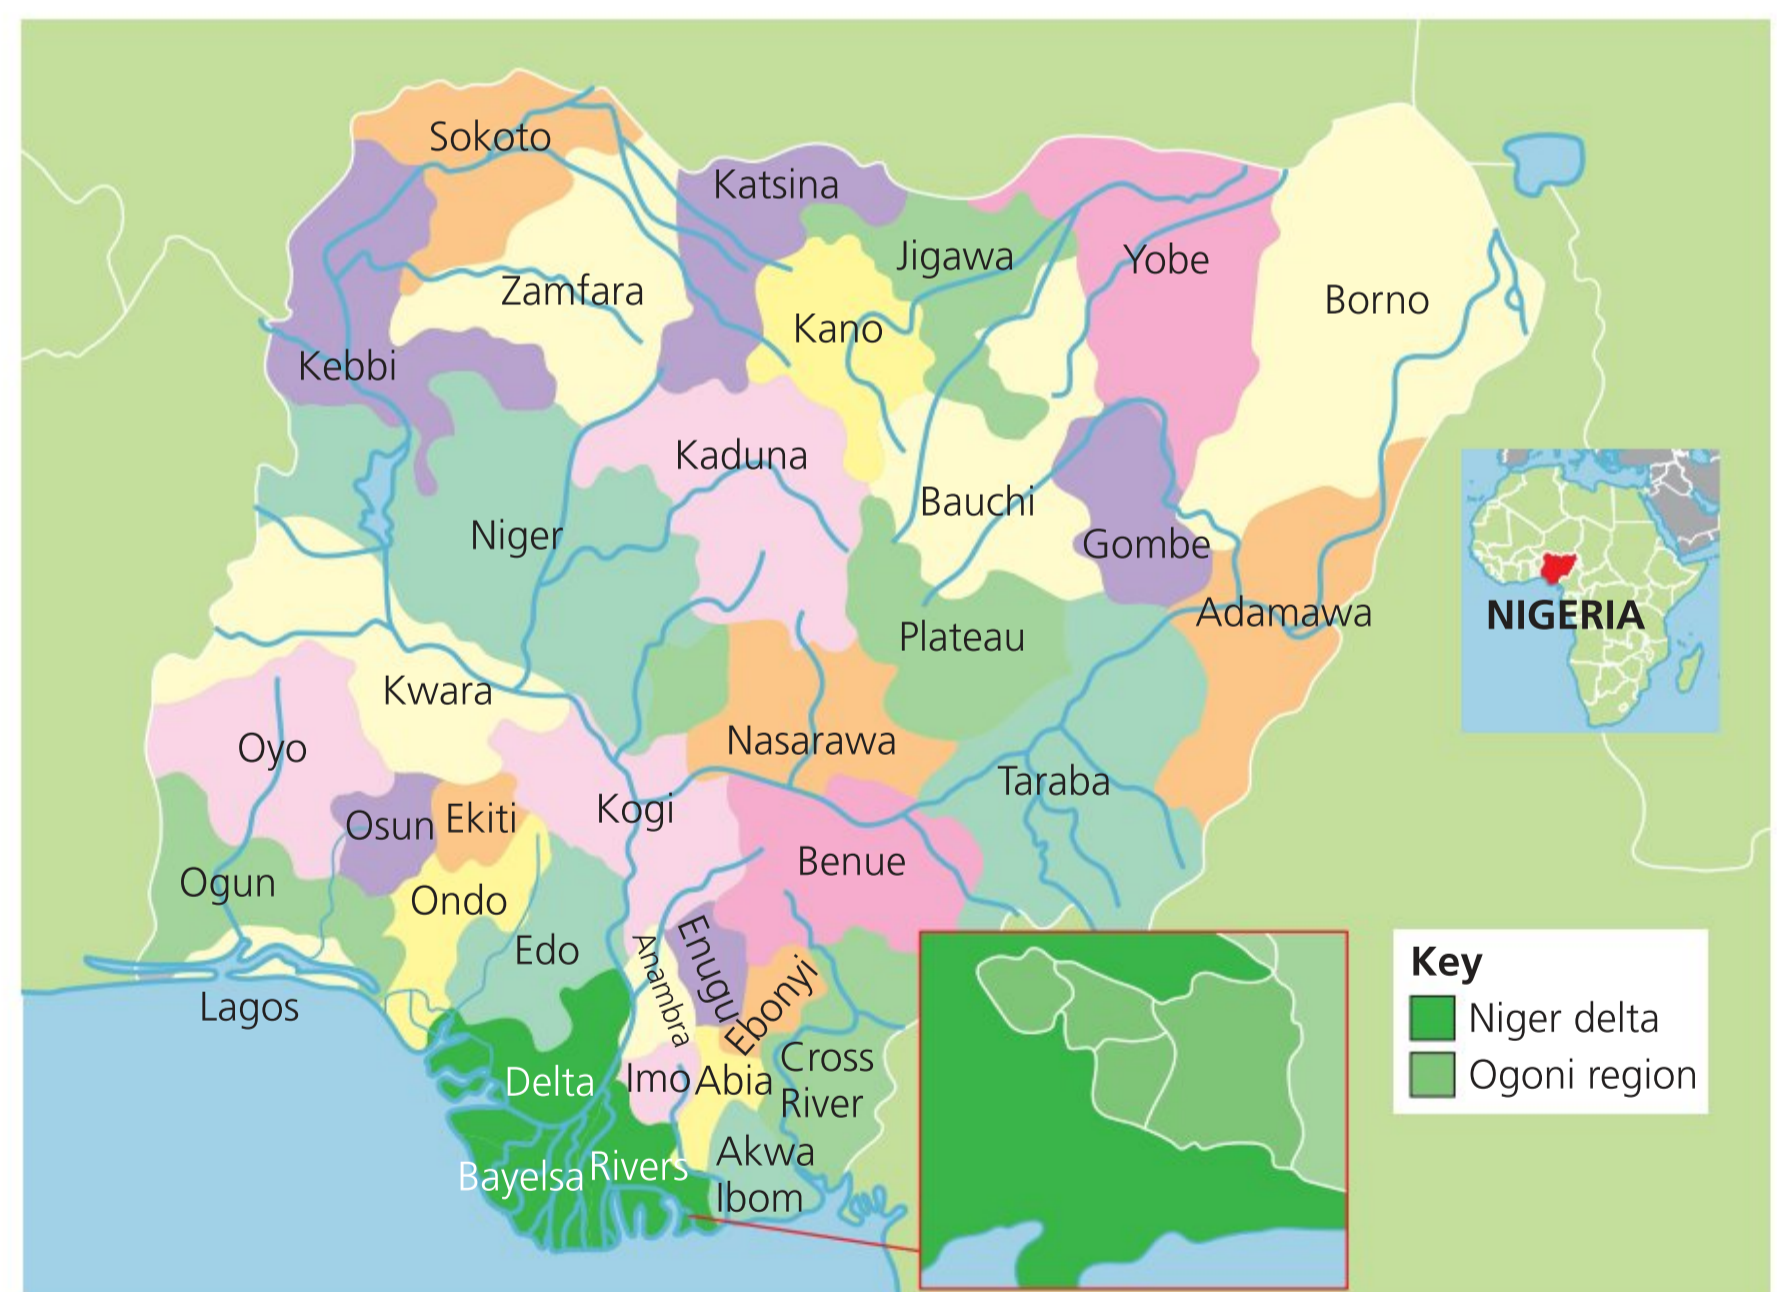 Sokoto
Katsina
Jigawa
Yobe
Borno
Zamfara
Kano
Kebbi
Kaduna
Bauchi
Niger
Gombe
Adamawa
Plateau
NIGERIA
Kwara
Oyo
Nasarawa
Taraba
Kogi
Osun
Ekiti
Benue
Ogun
Ondo
Edo
Anambra
Enugu
Ebonyi
Lagos
Cross
River
Delta
Imo
Abia
Bayelsa
Rivers
Akwa
Ibom
Key
Niger delta
Ogoni region